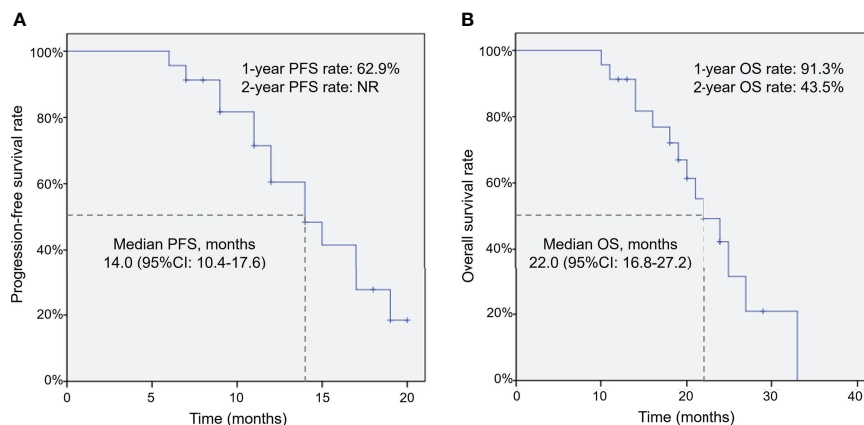 A
Progression-free survival rate
100%
80%
60%
40%
20%
0%
1-year PFS rate: 62.9%
2-year PFS rate: NR
Median PFS, months
14.0 (95%CI: 10.4-17.6)
0
5
10
15
20
Time (months)
B
Overall survival rate
100%
80%
60%
40%
20%
0%
1-year OS rate: 91.3%
2-year OS rate: 43.5%
Median OS, months
22.0 (95%CI: 16.8-27.2)
0
10
20
30
40
Time (months)